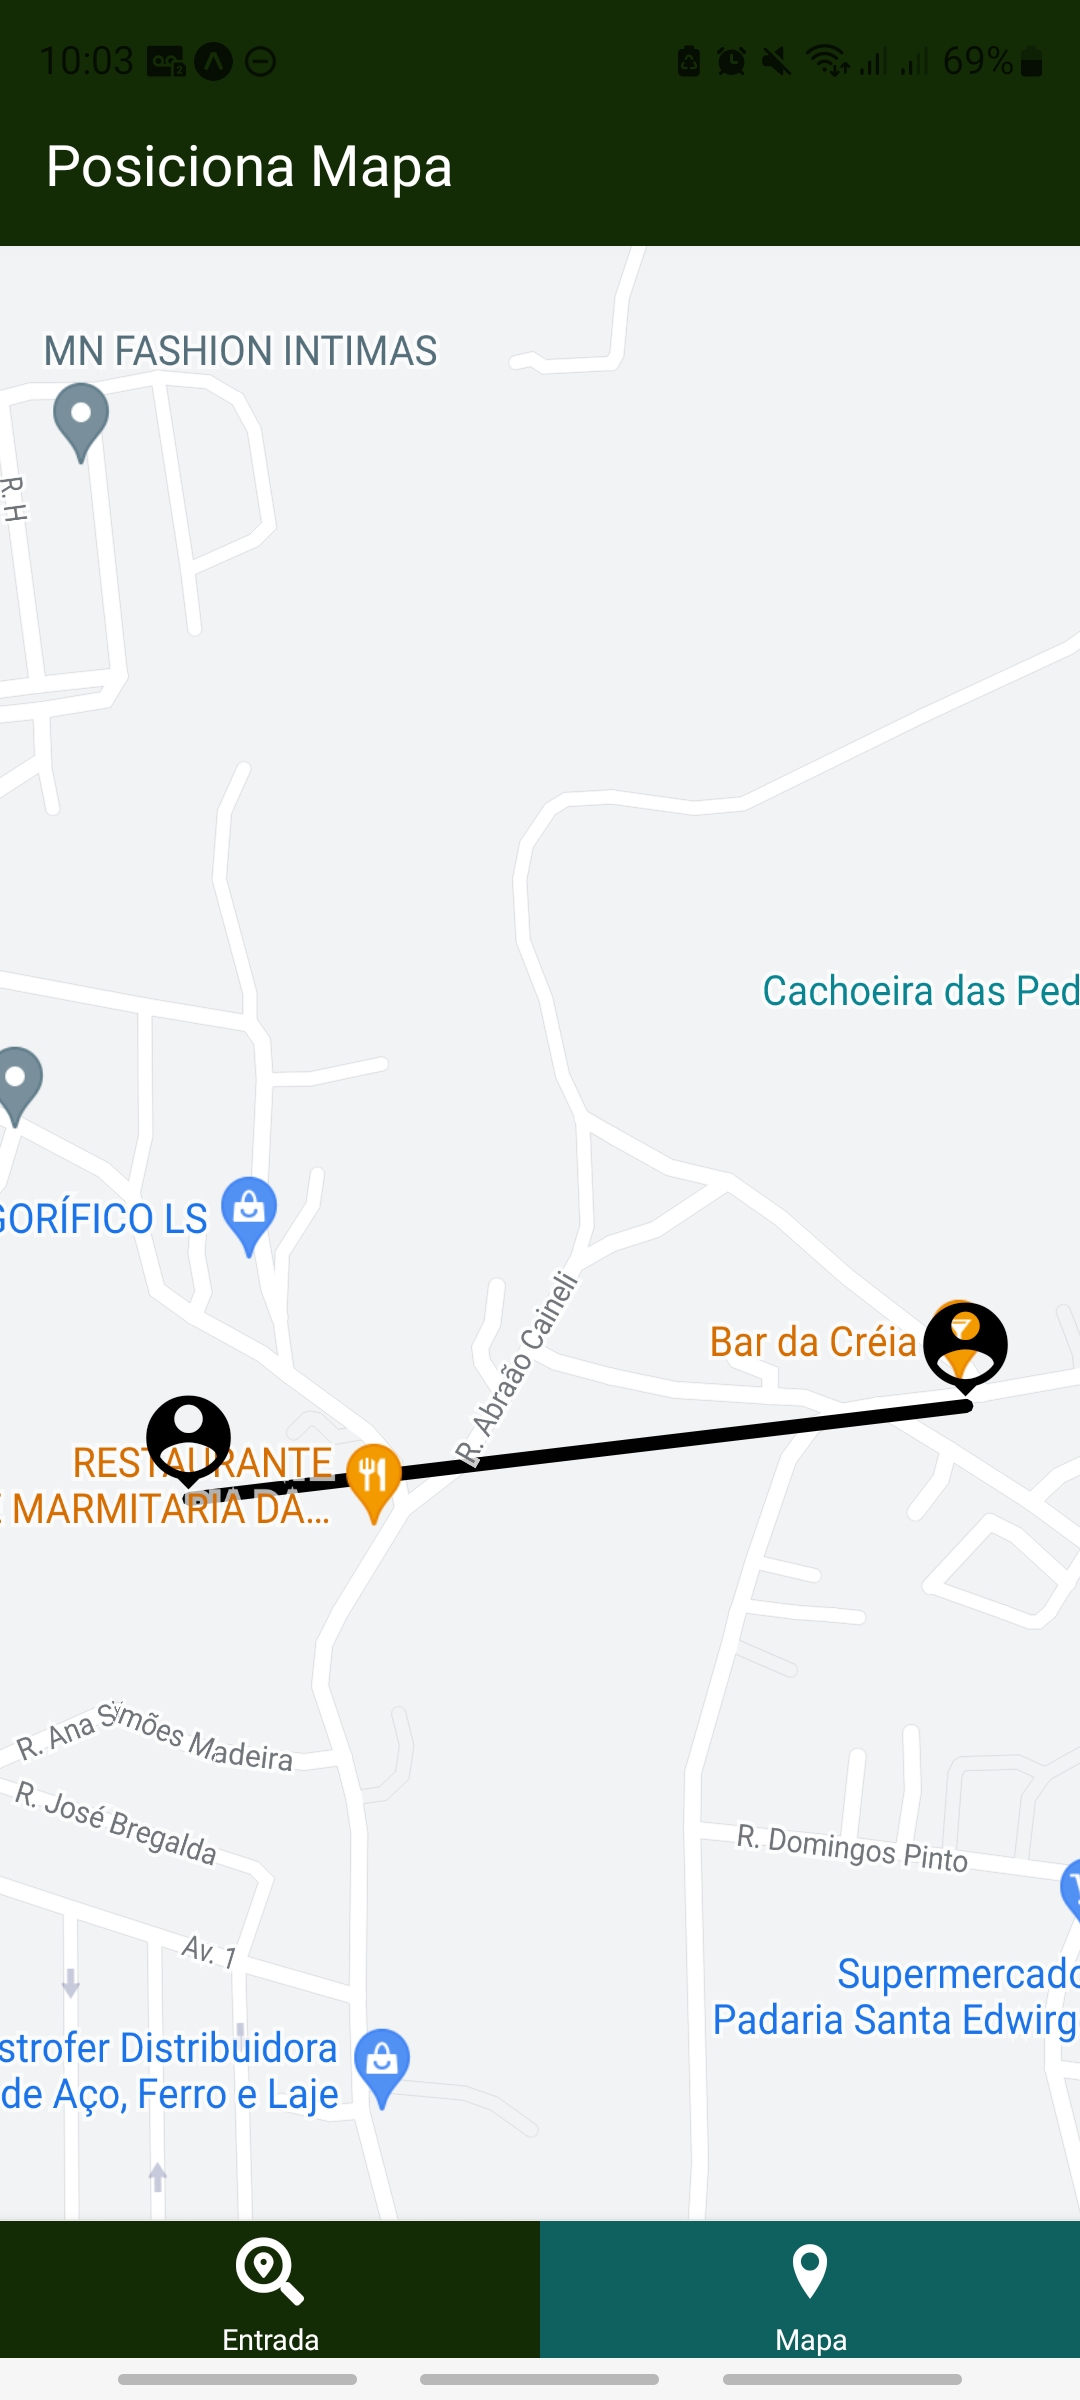 10:03
69%
Posiciona Mapa
MN FASHION INTIMAS
R. H
Cachoeira das Ped
GORÍFICO LS
R. Abraão Caineli
Bar da Créia
RESTAURANTE
E MARMITARIA DA...
R. Ana Simões Madeira
R. José Bregalda
R. Domingos Pinto
Av. 1
Supermercado
Padaria Santa Edwirg
strofer Distribuidora
de Aço, Ferro e Laje
Entrada
Mapa